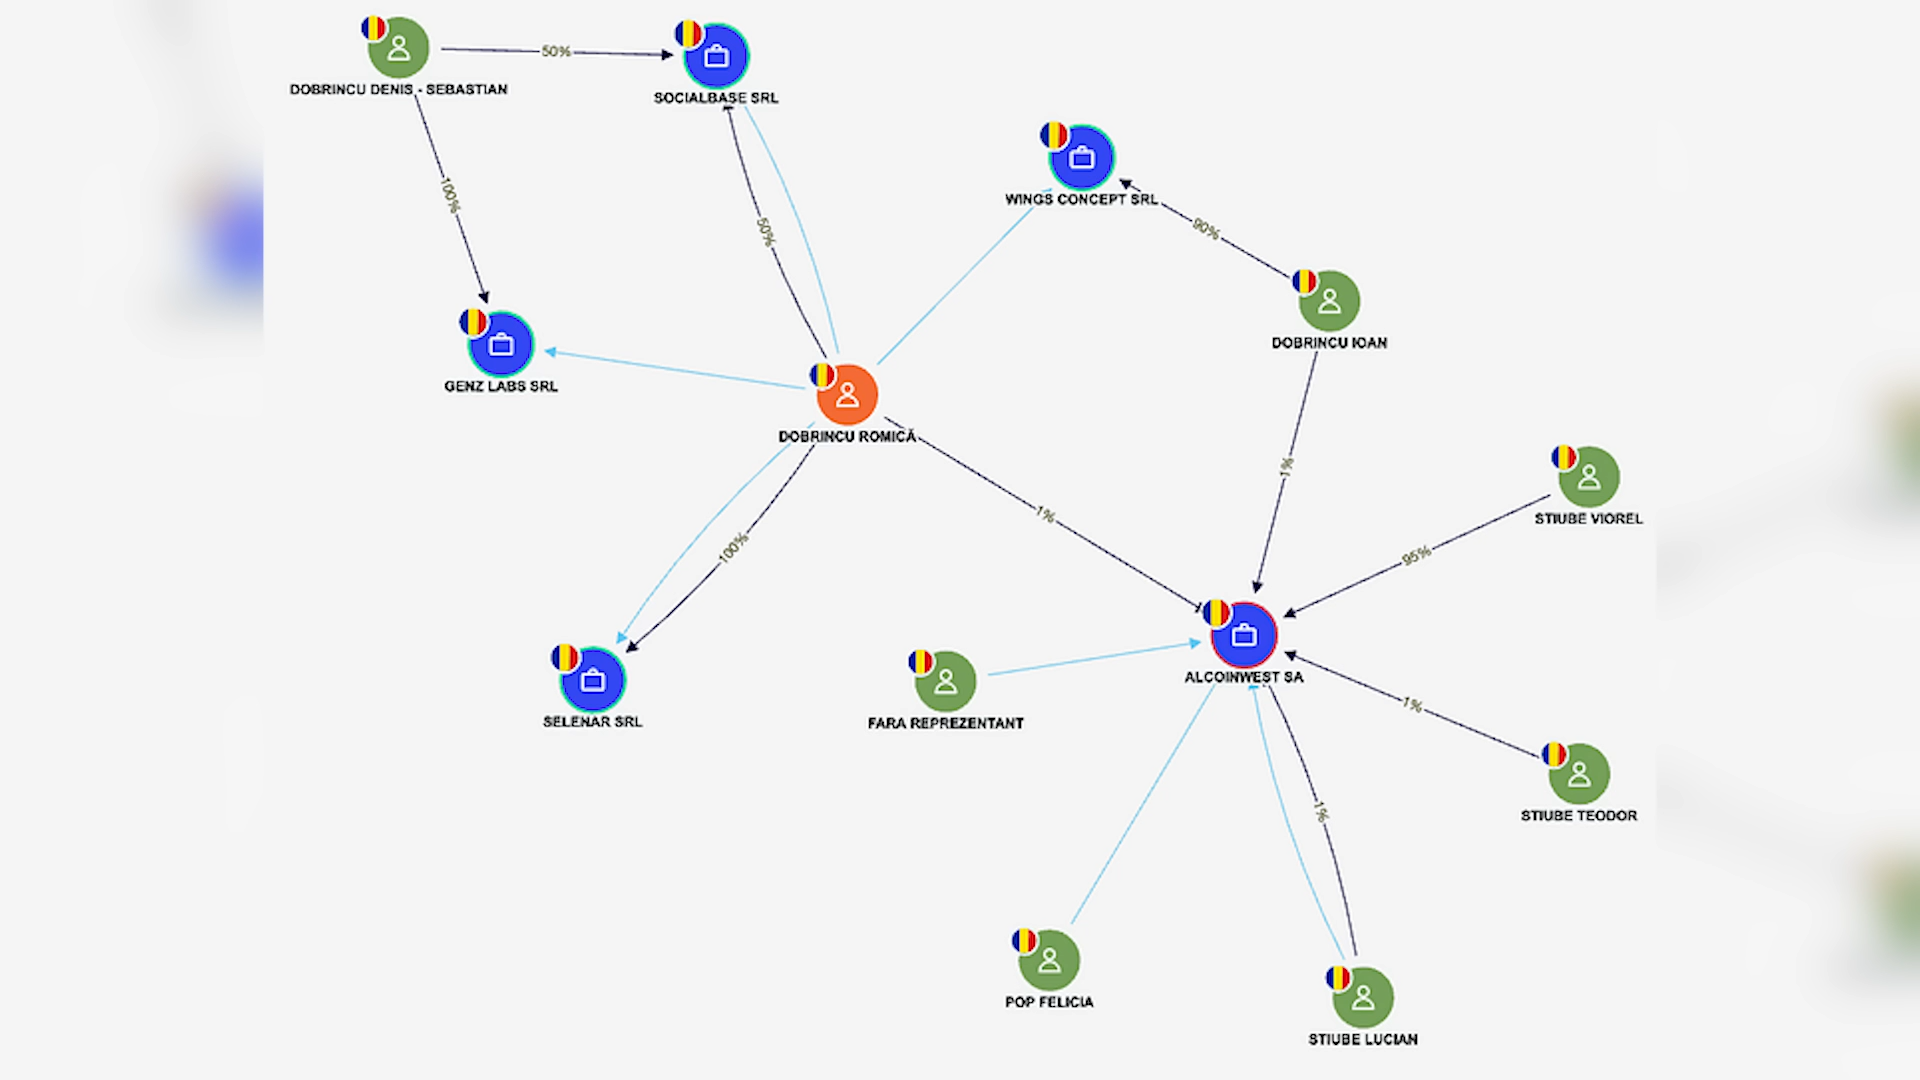 50%
DOBRINCU DENIS - SEBASTIAN
SOCIALBASE SRL
100%
WINGS CONCEPT SRL
50%
90%
DOBRINCU IOAN
GENZ LABS SRL
DOBRINCU ROMICĂ
1%
1%
STIUBE VIOREL
100%
95%
ALCOINWEST SA
SELENAR SRL
FARA REPREZENTANT
1%
1%
STIUBE TEODOR
POP FELICIA
STIUBE LUCIAN